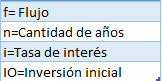 f= Flujo
n=Cantidad de años
i=Tasa de interés
IO=Inversión inicial